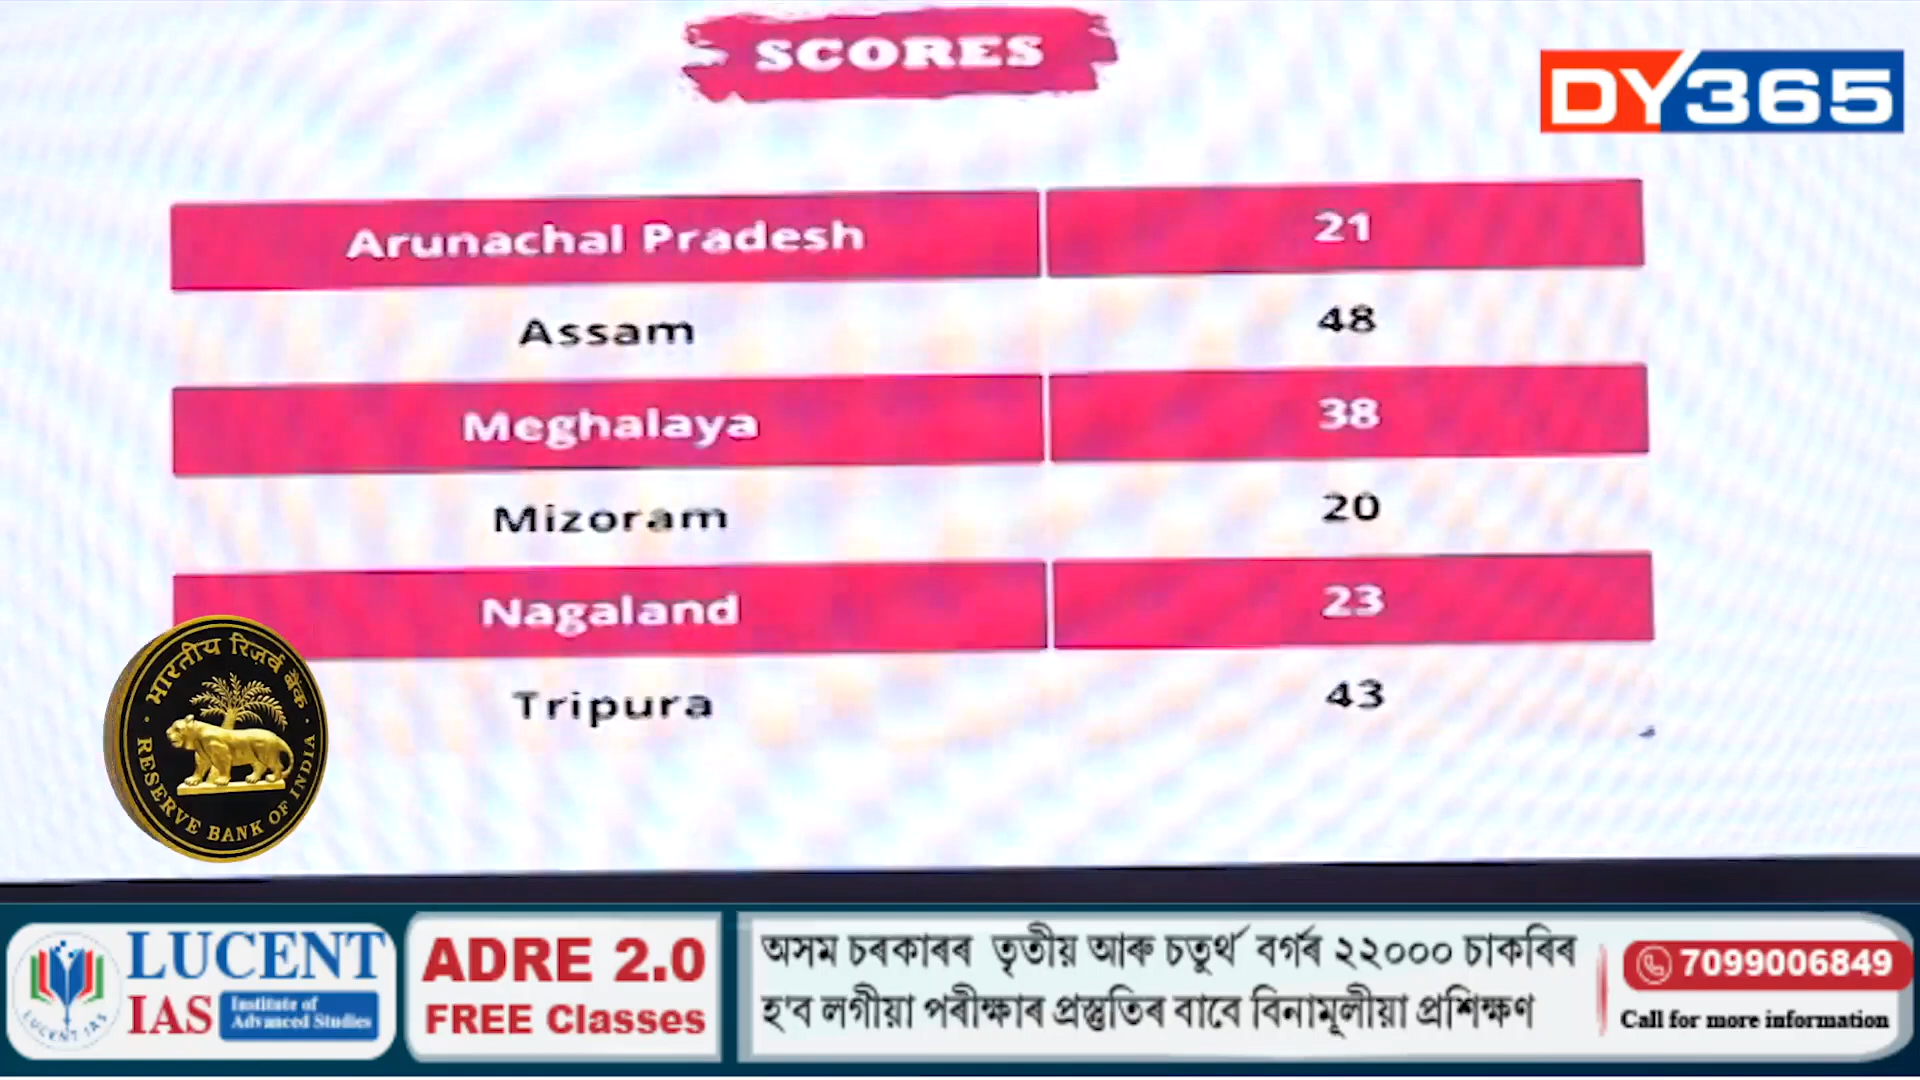 SCORES
DY365
Arunachal Pradesh 21
Assam 48
Meghalaya 38
Mizoram 20
Nagaland 23
Tripura 43
भारतीय रिज़र्व बैंक
RESERVE BANK OF INDIA
LUCENT
IAS Institute of
Advanced Studies
LUCENT IAS
ADRE 2.0
FREE Classes
অসম চৰকাৰৰ তৃতীয় আৰু চতুৰ্থ বৰ্গৰ ২২০০০ চাকৰিৰ
হ'ব লগীয়া পৰীক্ষাৰ প্ৰস্তুতিৰ বাবে বিনামূলীয়া প্ৰশিক্ষণ
7099006849
Call for more information